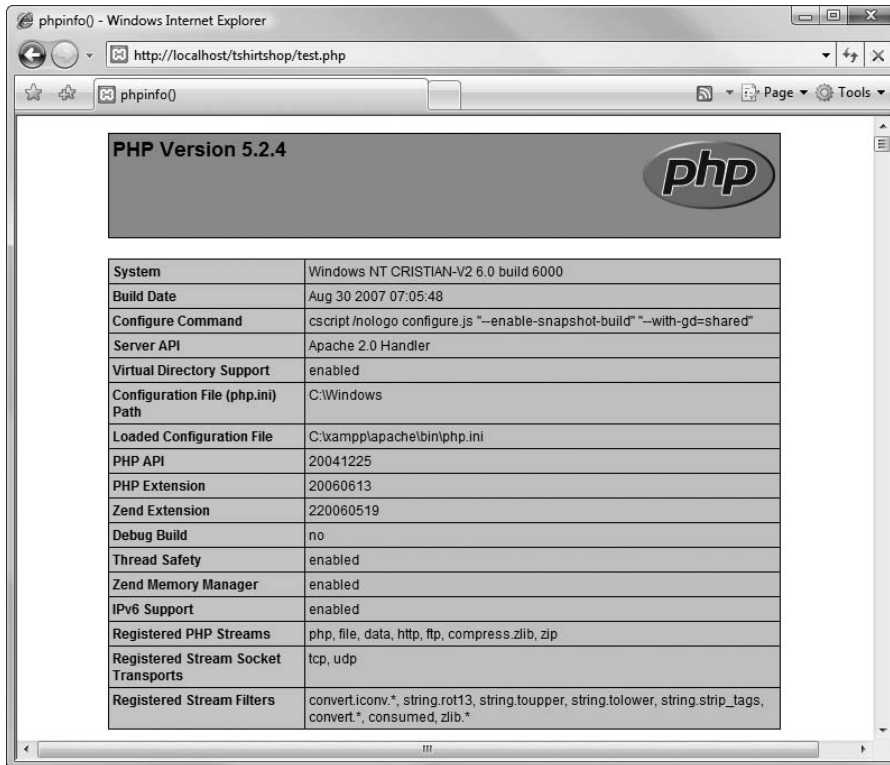 phpinfo() - Windows Internet Explorer
http://localhost/tshirtshop/test.php
phpinfo()
Page
Tools
PHP Version 5.2.4
php
System Windows NT CRISTIAN-V2 6.0 build 6000
Build Date Aug 30 2007 07:05:48
Configure Command cscript /nologo configure.js "--enable-snapshot-build" "--with-gd=shared"
Server API Apache 2.0 Handler
Virtual Directory Support enabled
Configuration File (php.ini) C:\Windows
Path
Loaded Configuration File C:\xampp\apache\bin\php.ini
PHP API 20041225
PHP Extension 20060613
Zend Extension 220060519
Debug Build no
Thread Safety enabled
Zend Memory Manager enabled
IPv6 Support enabled
Registered PHP Streams php, file, data, http, ftp, compress.zlib, zip
Registered Stream Socket tcp, udp
Transports
Registered Stream Filters convert.iconv.*, string.rot13, string.toupper, string.tolower, string.strip_tags,
convert.*, consumed, zlib.*